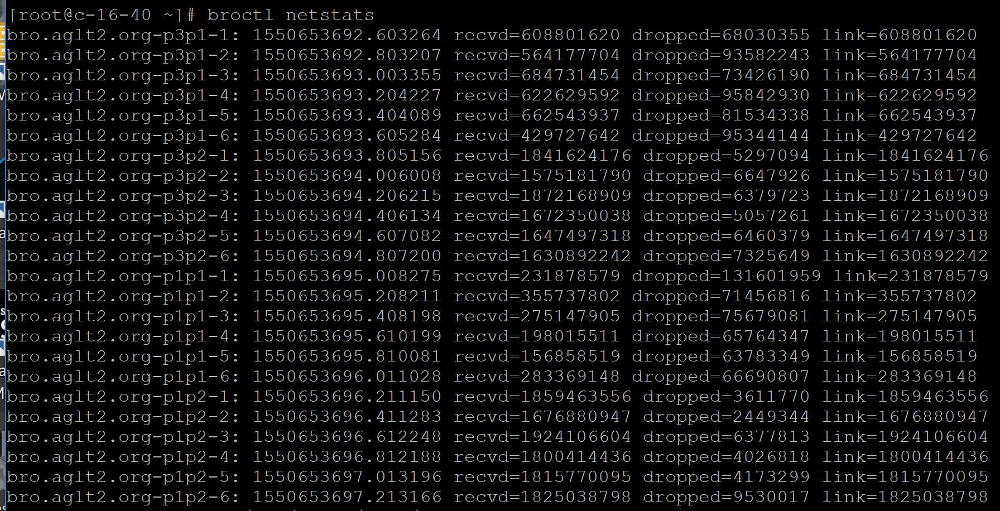 [root@c-16-40 ~]# broctl netstats
bro.aglt2.org-p3p1-1: 1550653692.603264 recvd=608801620 dropped=68030355 link=608801620
bro.aglt2.org-p3p1-2: 1550653692.803207 recvd=564177704 dropped=93582243 link=564177704
bro.aglt2.org-p3p1-3: 1550653693.003355 recvd=684731454 dropped=73426190 link=684731454
bro.aglt2.org-p3p1-4: 1550653693.204227 recvd=622629592 dropped=95842930 link=622629592
bro.aglt2.org-p3p1-5: 1550653693.404089 recvd=662543937 dropped=81534338 link=662543937
bro.aglt2.org-p3p1-6: 1550653693.605284 recvd=429727642 dropped=95344144 link=429727642
bro.aglt2.org-p3p2-1: 1550653693.805156 recvd=1841624176 dropped=5297094 link=1841624176
bro.aglt2.org-p3p2-2: 1550653694.006008 recvd=1575181790 dropped=6647926 link=1575181790
bro.aglt2.org-p3p2-3: 1550653694.206215 recvd=1872168909 dropped=6379723 link=1872168909
bro.aglt2.org-p3p2-4: 1550653694.406134 recvd=1672350038 dropped=5057261 link=1672350038
bro.aglt2.org-p3p2-5: 1550653694.607082 recvd=1647497318 dropped=6460379 link=1647497318
bro.aglt2.org-p3p2-6: 1550653694.807200 recvd=1630892242 dropped=7325649 link=1630892242
bro.aglt2.org-p1p1-1: 1550653695.008275 recvd=231878579 dropped=131601959 link=231878579
bro.aglt2.org-p1p1-2: 1550653695.208211 recvd=355737802 dropped=71456816 link=355737802
bro.aglt2.org-p1p1-3: 1550653695.408198 recvd=275147905 dropped=75679081 link=275147905
bro.aglt2.org-p1p1-4: 1550653695.610199 recvd=198015511 dropped=65764347 link=198015511
bro.aglt2.org-p1p1-5: 1550653695.810081 recvd=156858519 dropped=63783349 link=156858519
bro.aglt2.org-p1p1-6: 1550653696.011028 recvd=283369148 dropped=66690807 link=283369148
bro.aglt2.org-p1p2-1: 1550653696.211150 recvd=1859463556 dropped=3611770 link=1859463556
bro.aglt2.org-p1p2-2: 1550653696.411283 recvd=1676880947 dropped=2449344 link=1676880947
bro.aglt2.org-p1p2-3: 1550653696.612248 recvd=1924106604 dropped=6377813 link=1924106604
bro.aglt2.org-p1p2-4: 1550653696.812188 recvd=1800414436 dropped=4026818 link=1800414436
bro.aglt2.org-p1p2-5: 1550653697.013196 recvd=1815770095 dropped=4173299 link=1815770095
bro.aglt2.org-p1p2-6: 1550653697.213166 recvd=1825038798 dropped=9530017 link=1825038798